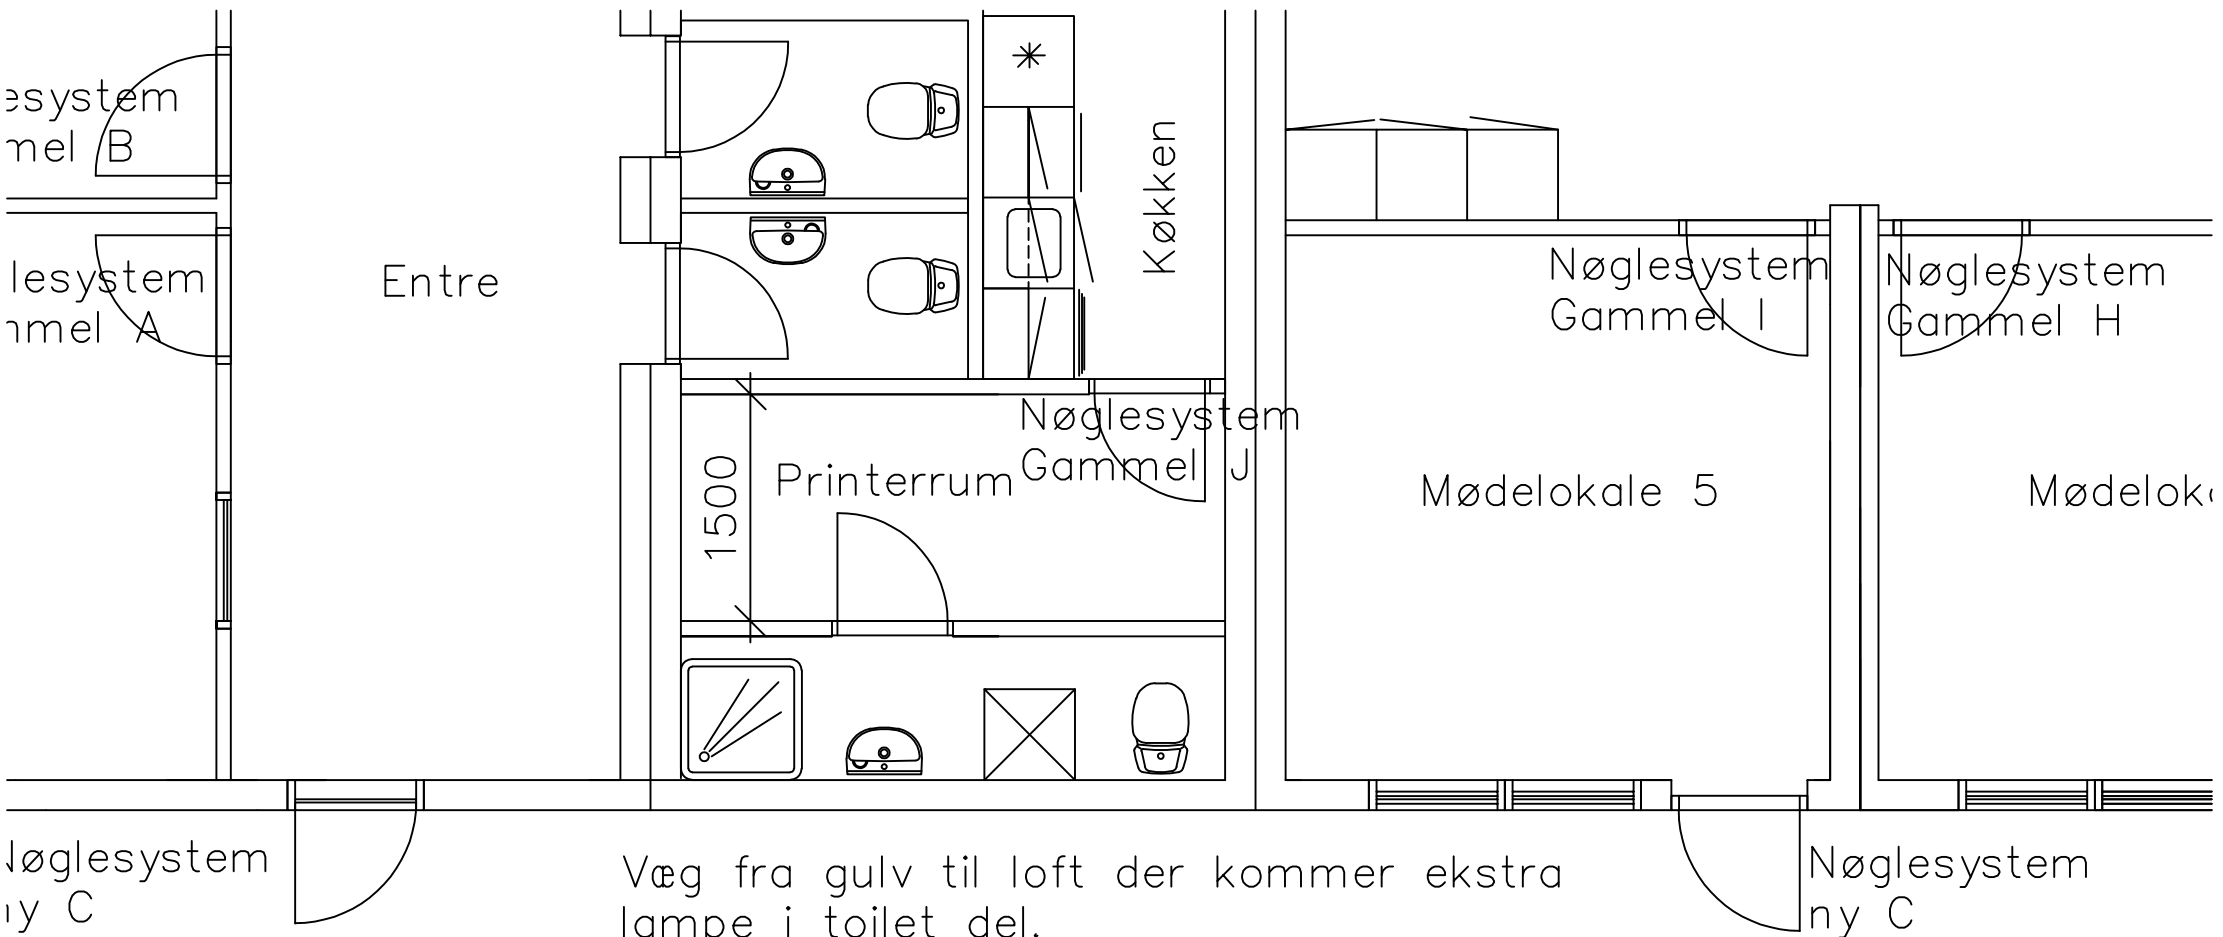 esystem
mel B
lesystem
mmel A
Entre
Køkken
Nøglesystem
Gammel I
Nøglesystem
Gammel H
Nøglesystem
Gammel J
Printerrum
1500
Mødelokale 5
Mødelok
Nøglesystem
ny C
Væg fra gulv til loft der kommer ekstra
lampe i toilet del.
Nøglesystem
ny C